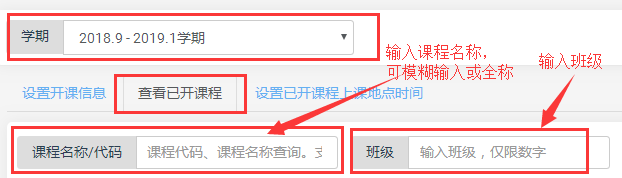 学期 2018.9 - 2019.1学期
输入课程名称，
可模糊输入或全称
输入班级
设置开课信息 查看已开课程 设置已开课程上课地点时间
课程名称/代码 课程代码、课程名称查询。支
班级 输入班级，仅限数字